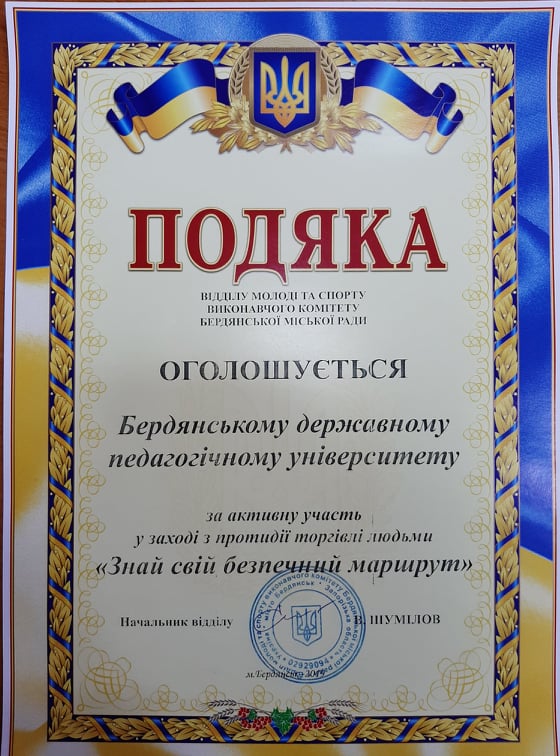 ПОДЯКА
ВІДДІЛУ МОЛОДІ ТА СПОРТУ
ВИКОНАВЧОГО КОМІТЕТУ
БЕРДЯНСЬКОЇ МІСЬКОЇ РАДИ
ОГОЛОШУЄТЬСЯ
Бердянському державному
педагогічному університету
за активну участь
у заході з протидії торгівлі людьми
«Знай свій безпечний маршрут»
Начальник відділу В. ШУМІЛОВ
02929094
м.Бердянськ